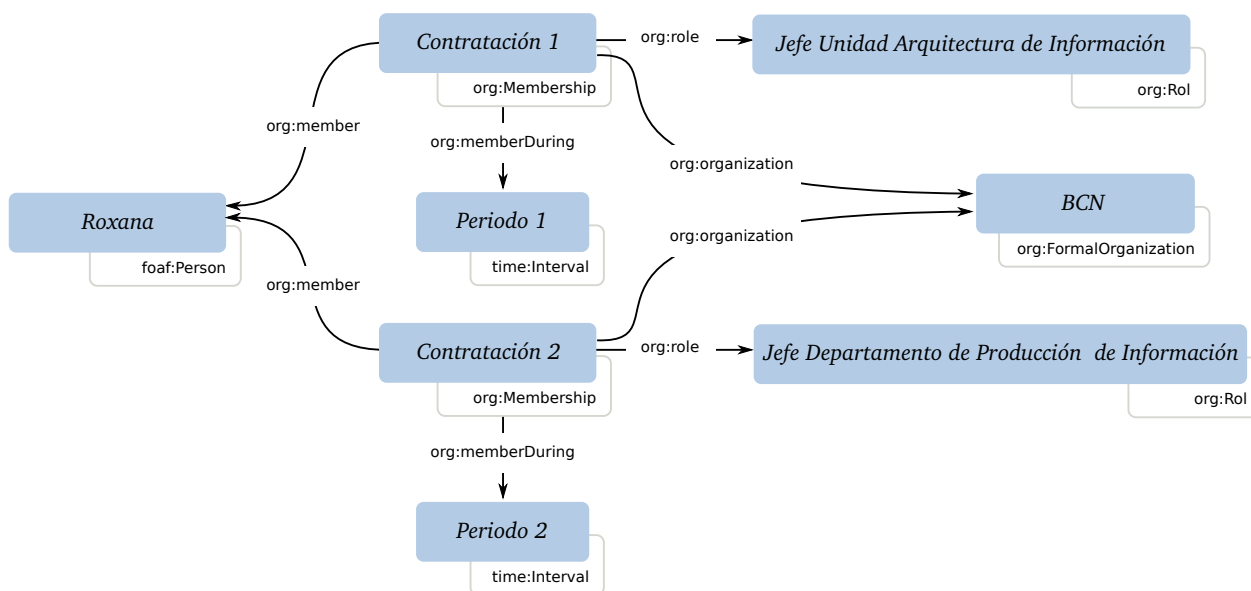 Contratación 1
org:Membership
org:role
Jefe Unidad Arquitectura de Información
org:Rol
org:member
org:memberDuring
org:organization
Roxana
foaf:Person
Periodo 1
time:Interval
BCN
org:FormalOrganization
org:organization
org:member
Contratación 2
org:Membership
org:role
Jefe Departamento de Producción de Información
org:Rol
org:memberDuring
Periodo 2
time:Interval